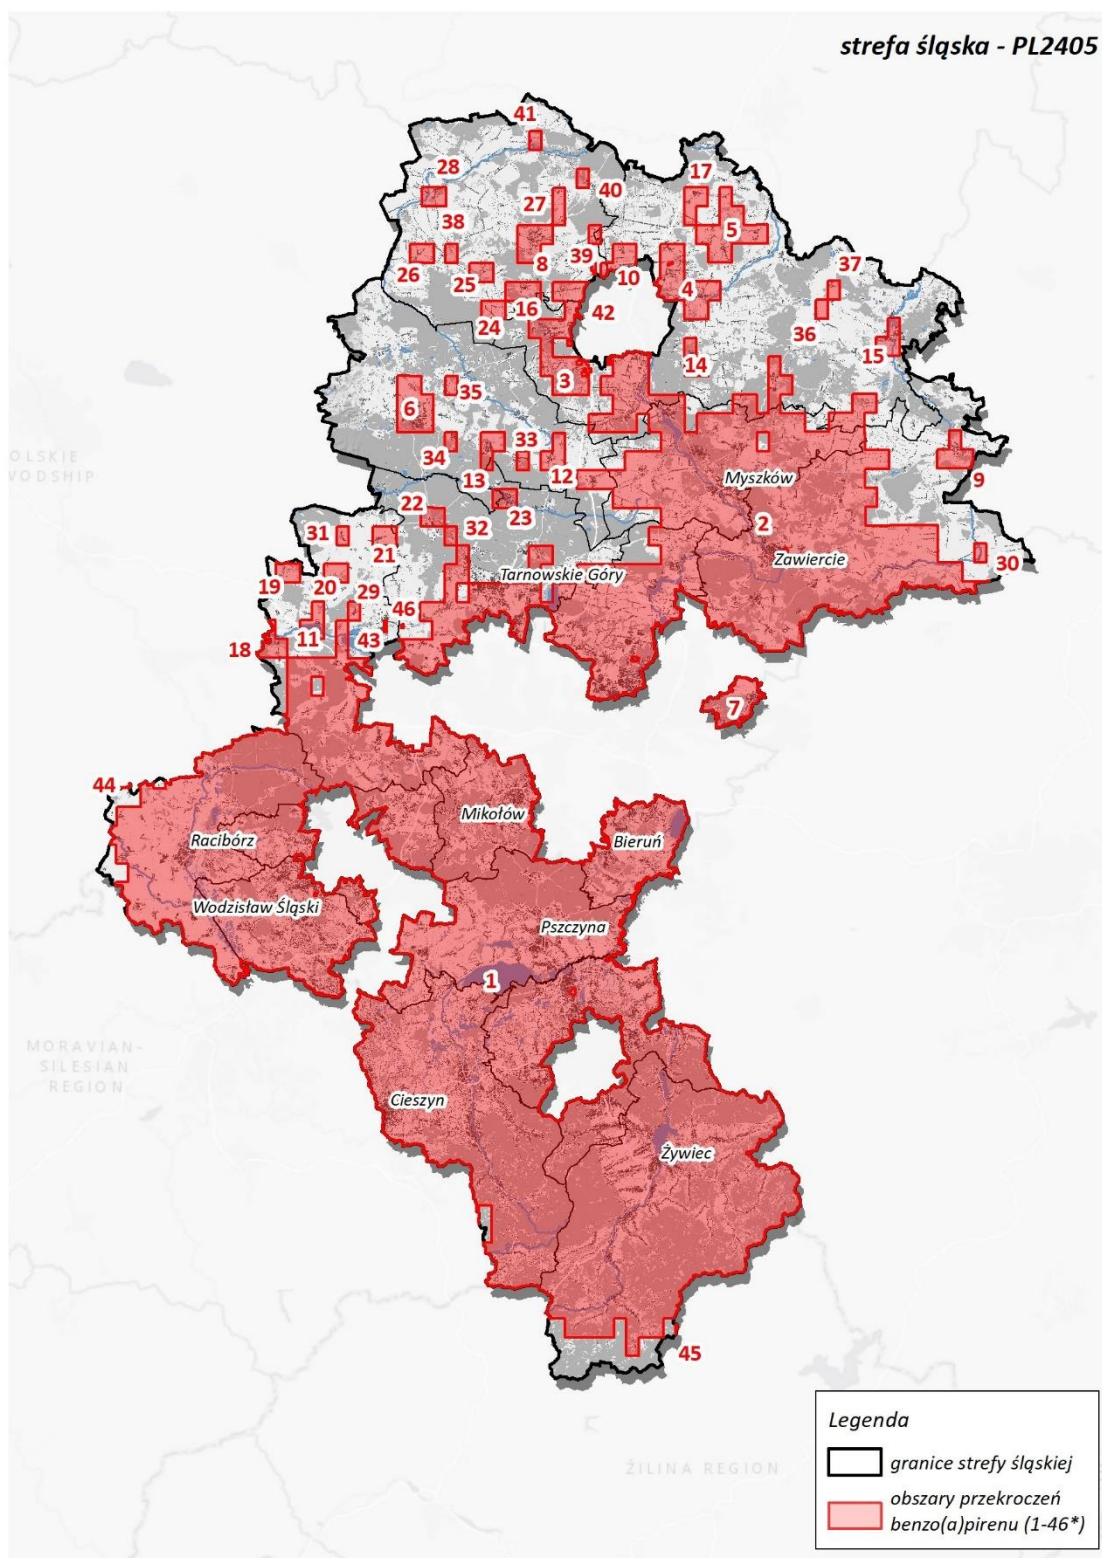 strefa śląska - PL2405
41
28
17
27
40
38
5
39
37
26
8
10
25
4
16
42
36
24
15
14
3
35
6
33
34
13
12
Myszków
9
OLSKIE
WODSHIP
22
23
2
31
32
21
Zawiercie
30
19
20
Tarnowskie Góry
29
46
11
18
43
7
44
Mikołów
Racibórz
Bieruń
Wodzisław Śląski
Pszczyna
1
MORAVIAN-
SILESIAN
REGION
Cieszyn
Żywiec
45
Legenda
granice strefy śląskiej
ŽILINA REGION
obszary przekroczeń
benzo(a)pirenu (1-46*)